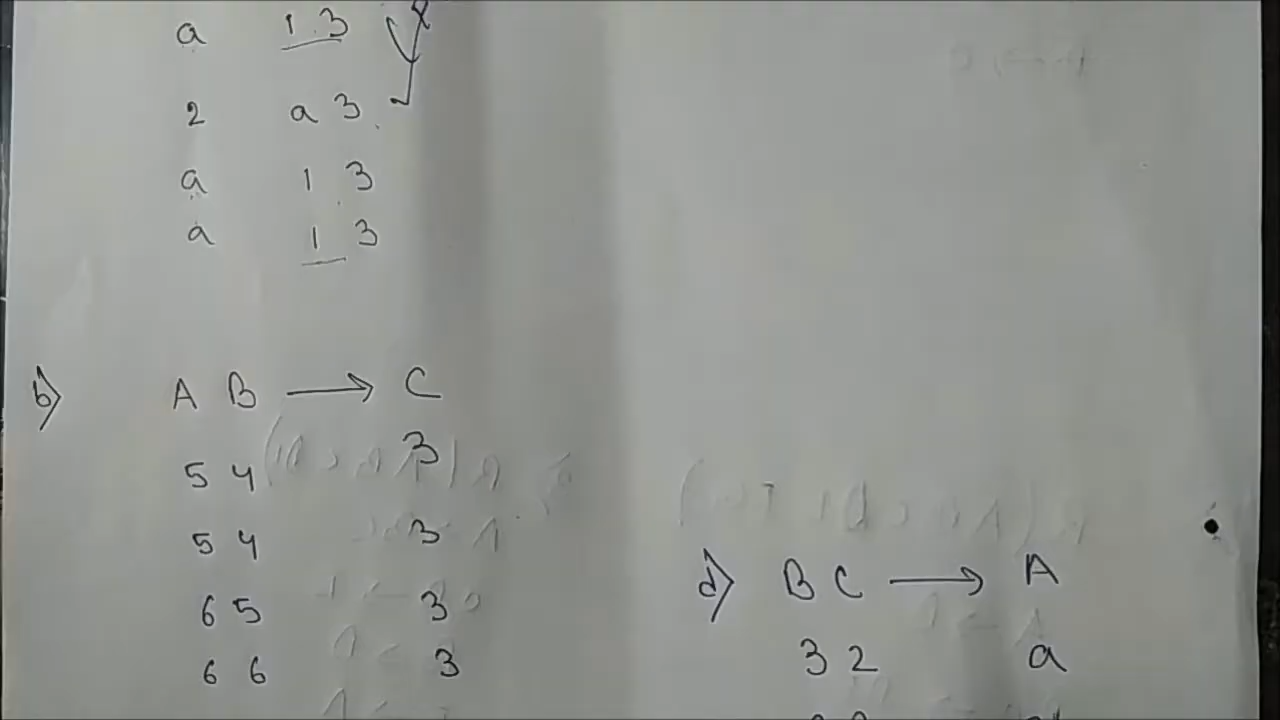 a 1 3
2 a 3
a 1 3
a 1 3
b) A B → C
5 4 3
5 4 3
6 5 3
6 6 3
d) B C → A
3 2 a